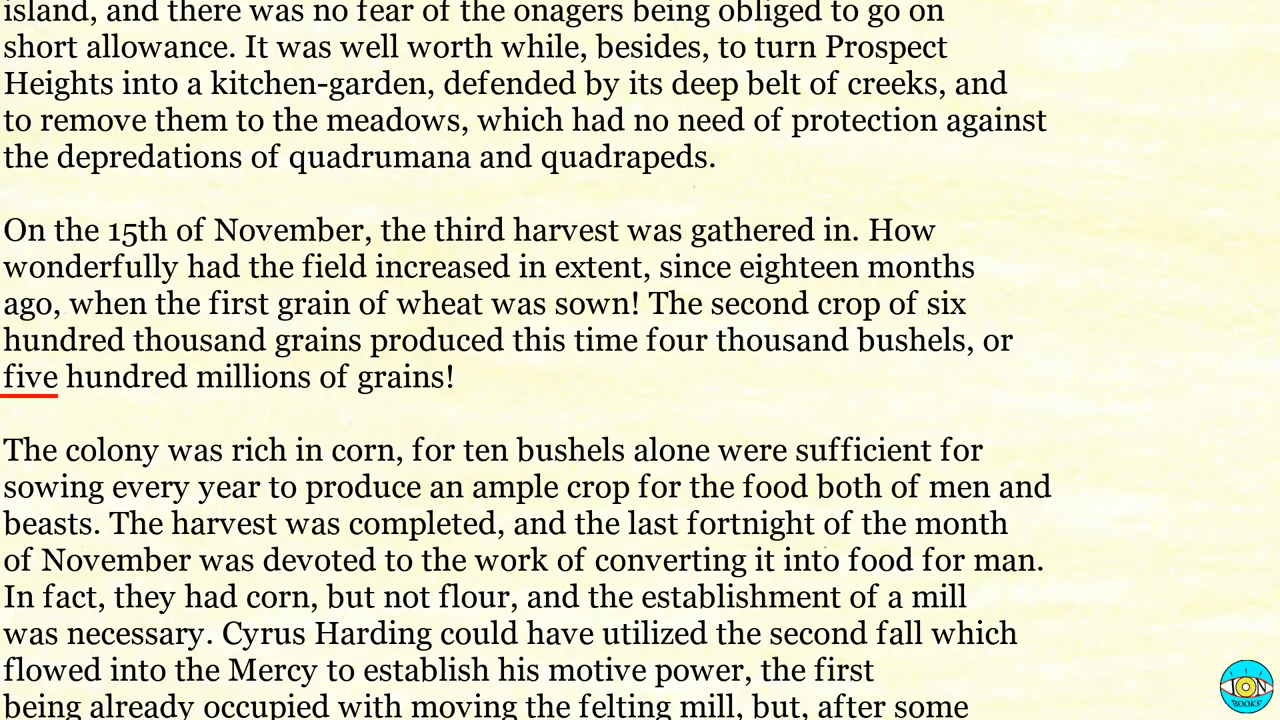 island, and there was no fear of the onagers being obliged to go on
short allowance. It was well worth while, besides, to turn Prospect
Heights into a kitchen-garden, defended by its deep belt of creeks, and
to remove them to the meadows, which had no need of protection against
the depredations of quadrumana and quadrapeds.
On the 15th of November, the third harvest was gathered in. How
wonderfully had the field increased in extent, since eighteen months
ago, when the first grain of wheat was sown! The second crop of six
hundred thousand grains produced this time four thousand bushels, or
five hundred millions of grains!
The colony was rich in corn, for ten bushels alone were sufficient for
sowing every year to produce an ample crop for the food both of men and
beasts. The harvest was completed, and the last fortnight of the month
of November was devoted to the work of converting it into food for man.
In fact, they had corn, but not flour, and the establishment of a mill
was necessary. Cyrus Harding could have utilized the second fall which
flowed into the Mercy to establish his motive power, the first
being already occupied with moving the felting mill, but, after some
ION
BOOKS